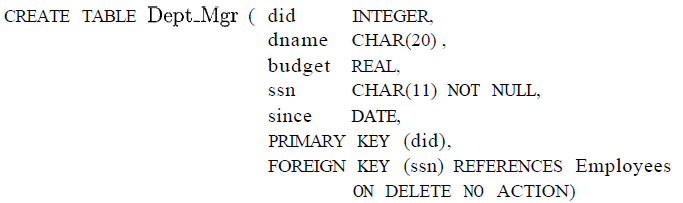 CREATE TABLE Dept_Mgr ( did INTEGER,
dname CHAR(20) ,
budget REAL,
ssn CHAR(11) NOT NULL,
since DATE,
PRIMARY KEY (did),
FOREIGN KEY (ssn) REFERENCES Employees
ON DELETE NO ACTION)